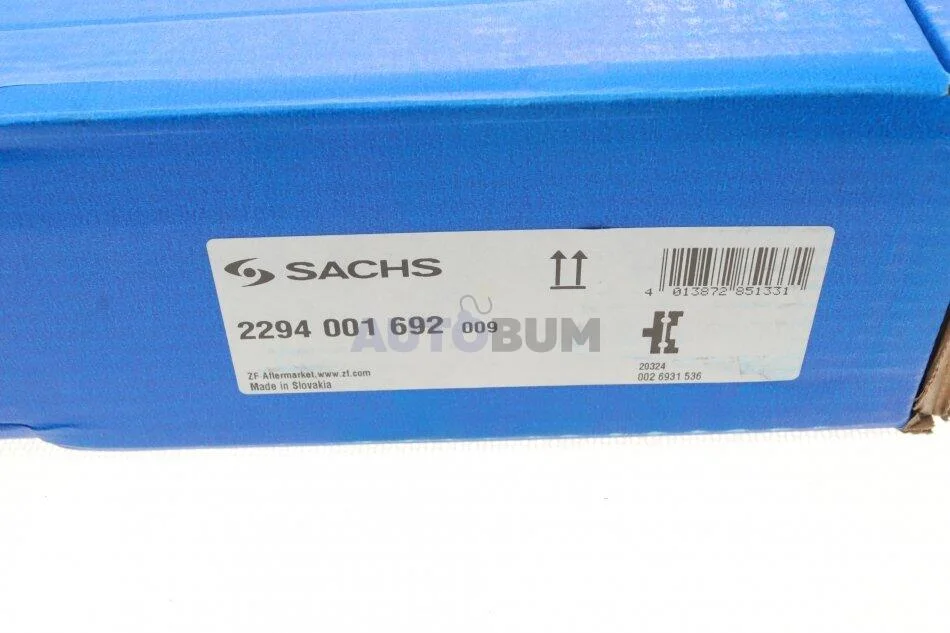 SACHS
4 013872 851331
2294 001 692 009
AUTOBUM
20324
ZF Aftermarket,www.zf.com
002 6931 536
Made in Slovakia